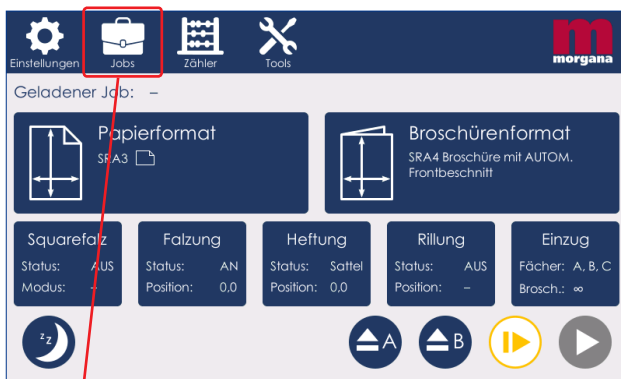 Einstellungen Jobs Zähler Tools
morgana
Geladener Job: –
Papierformat
SRA3
Broschürenformat
SRA4 Broschüre mit AUTOM.
Frontbeschnitt
Squarefalz
Status: AUS
Modus: –
Falzung
Status: AN
Position: 0,0
Heftung
Status: Sattel
Position: 0,0
Rillung
Status: AUS
Position: –
Einzug
Fächer: A, B, C
Brosch.: ∞
z z
A
B